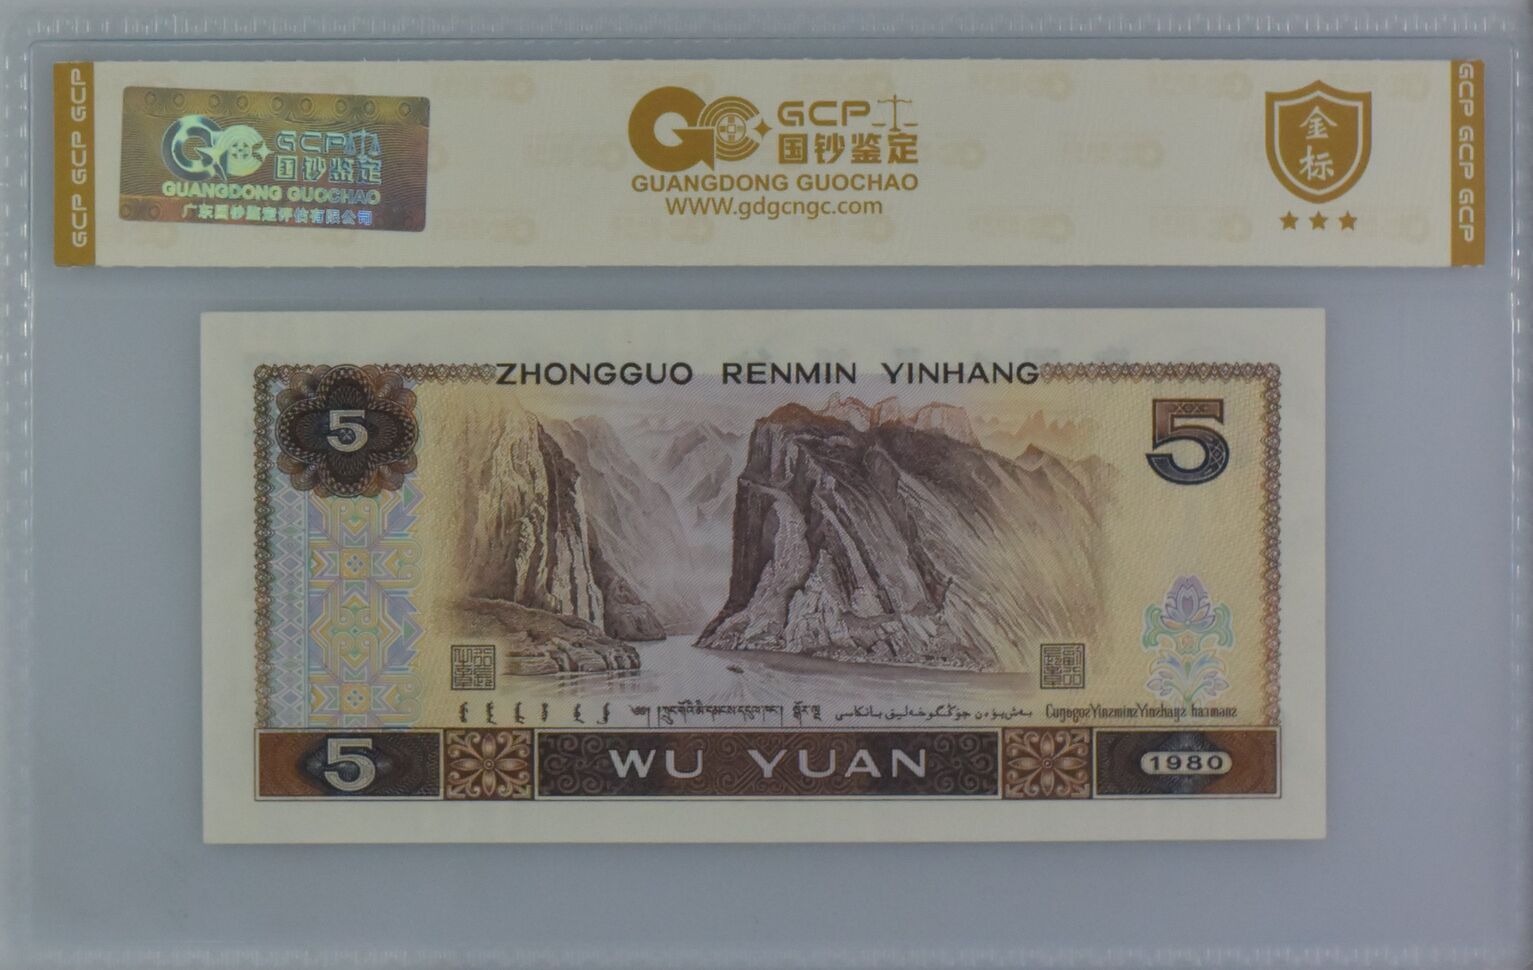 GCP GCP GCP
GCP
国钞鉴定
GUANGDONG GUOCHAO
广东国钞鉴定评估有限公司
GCP
国钞鉴定
GUANGDONG GUOCHAO
WWW.gdgcngc.com
金
标
GCP GCP GCP
ZHONGGUO RENMIN YINHANG
5
5
Cunghgoz Yinzminz Yinzhangz hajmanz
5
WU YUAN
1980